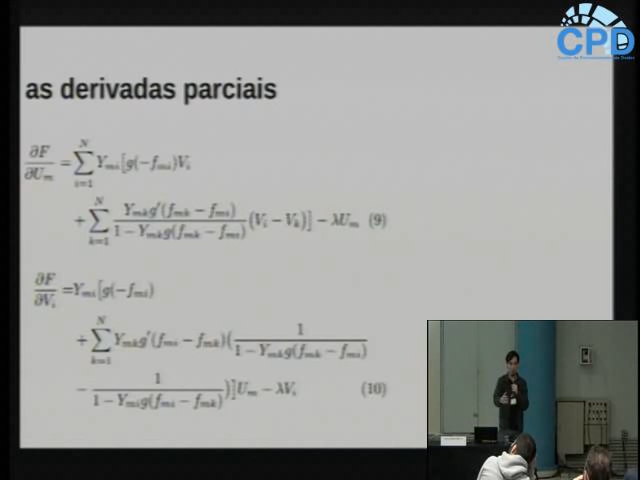 CPD
as derivadas parciais
∂F/∂U_m = ∑_{i=1}^{N} Y_{mi}[g(−f_{mi})V_i
+ ∑_{k=1}^{N} Y_{mk}g′(f_{mk} − f_{mi}) / 1 − Y_{mk}g(f_{mk} − f_{mi}) (V_i − V_k)] − λU_m (9)
∂F/∂V_i = Y_{mi}[g(−f_{mi})
+ ∑_{k=1}^{N} Y_{mk}g′(f_{mi} − f_{mk})( 1 / 1 − Y_{mk}g(f_{mk} − f_{mi})
− 1 / 1 − Y_{mi}g(f_{mi} − f_{mk}) )]U_m − λV_i (10)